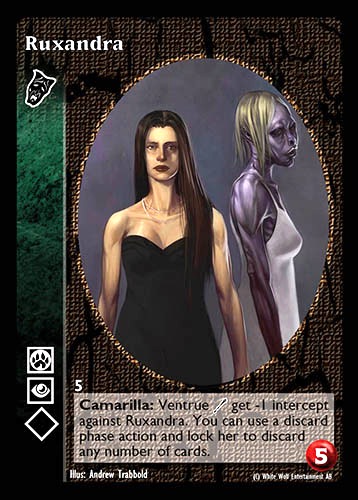 Ruxandra
5
Camarilla: Ventrue get -1 intercept
against Ruxandra. You can use a discard
phase action and lock her to discard
any number of cards.
5
Illus: Andrew Trabbold
(C) White Wolf Entertainment AB